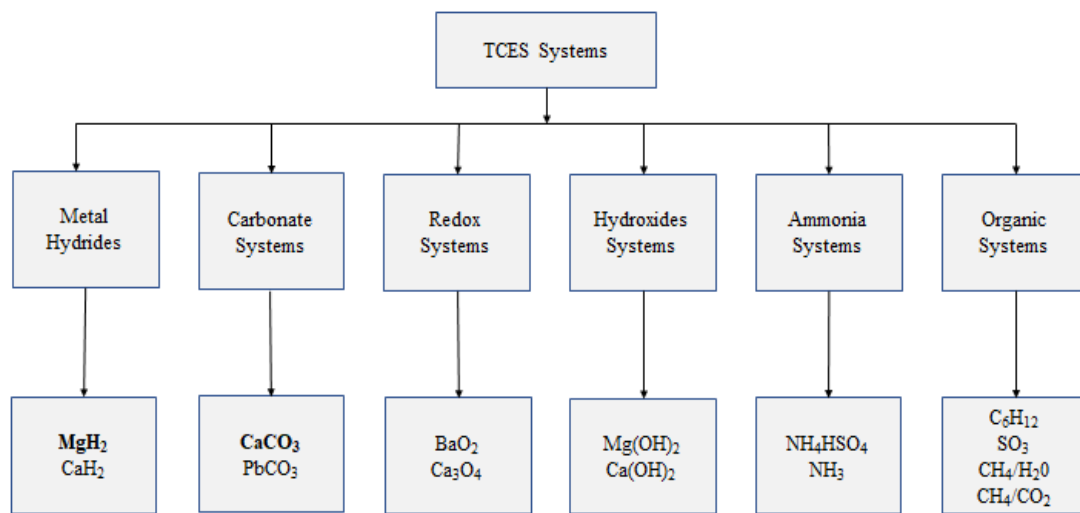 TCES Systems
Metal
Hydrides
Carbonate
Systems
Redox
Systems
Hydroxides
Systems
Ammonia
Systems
Organic
Systems
MgH₂
CaH₂
CaCO₃
PbCO₃
BaO₂
Ca₃O₄
Mg(OH)₂
Ca(OH)₂
NH₄HSO₄
NH₃
C₆H₁₂
SO₃
CH₄/H₂0
CH₄/CO₂